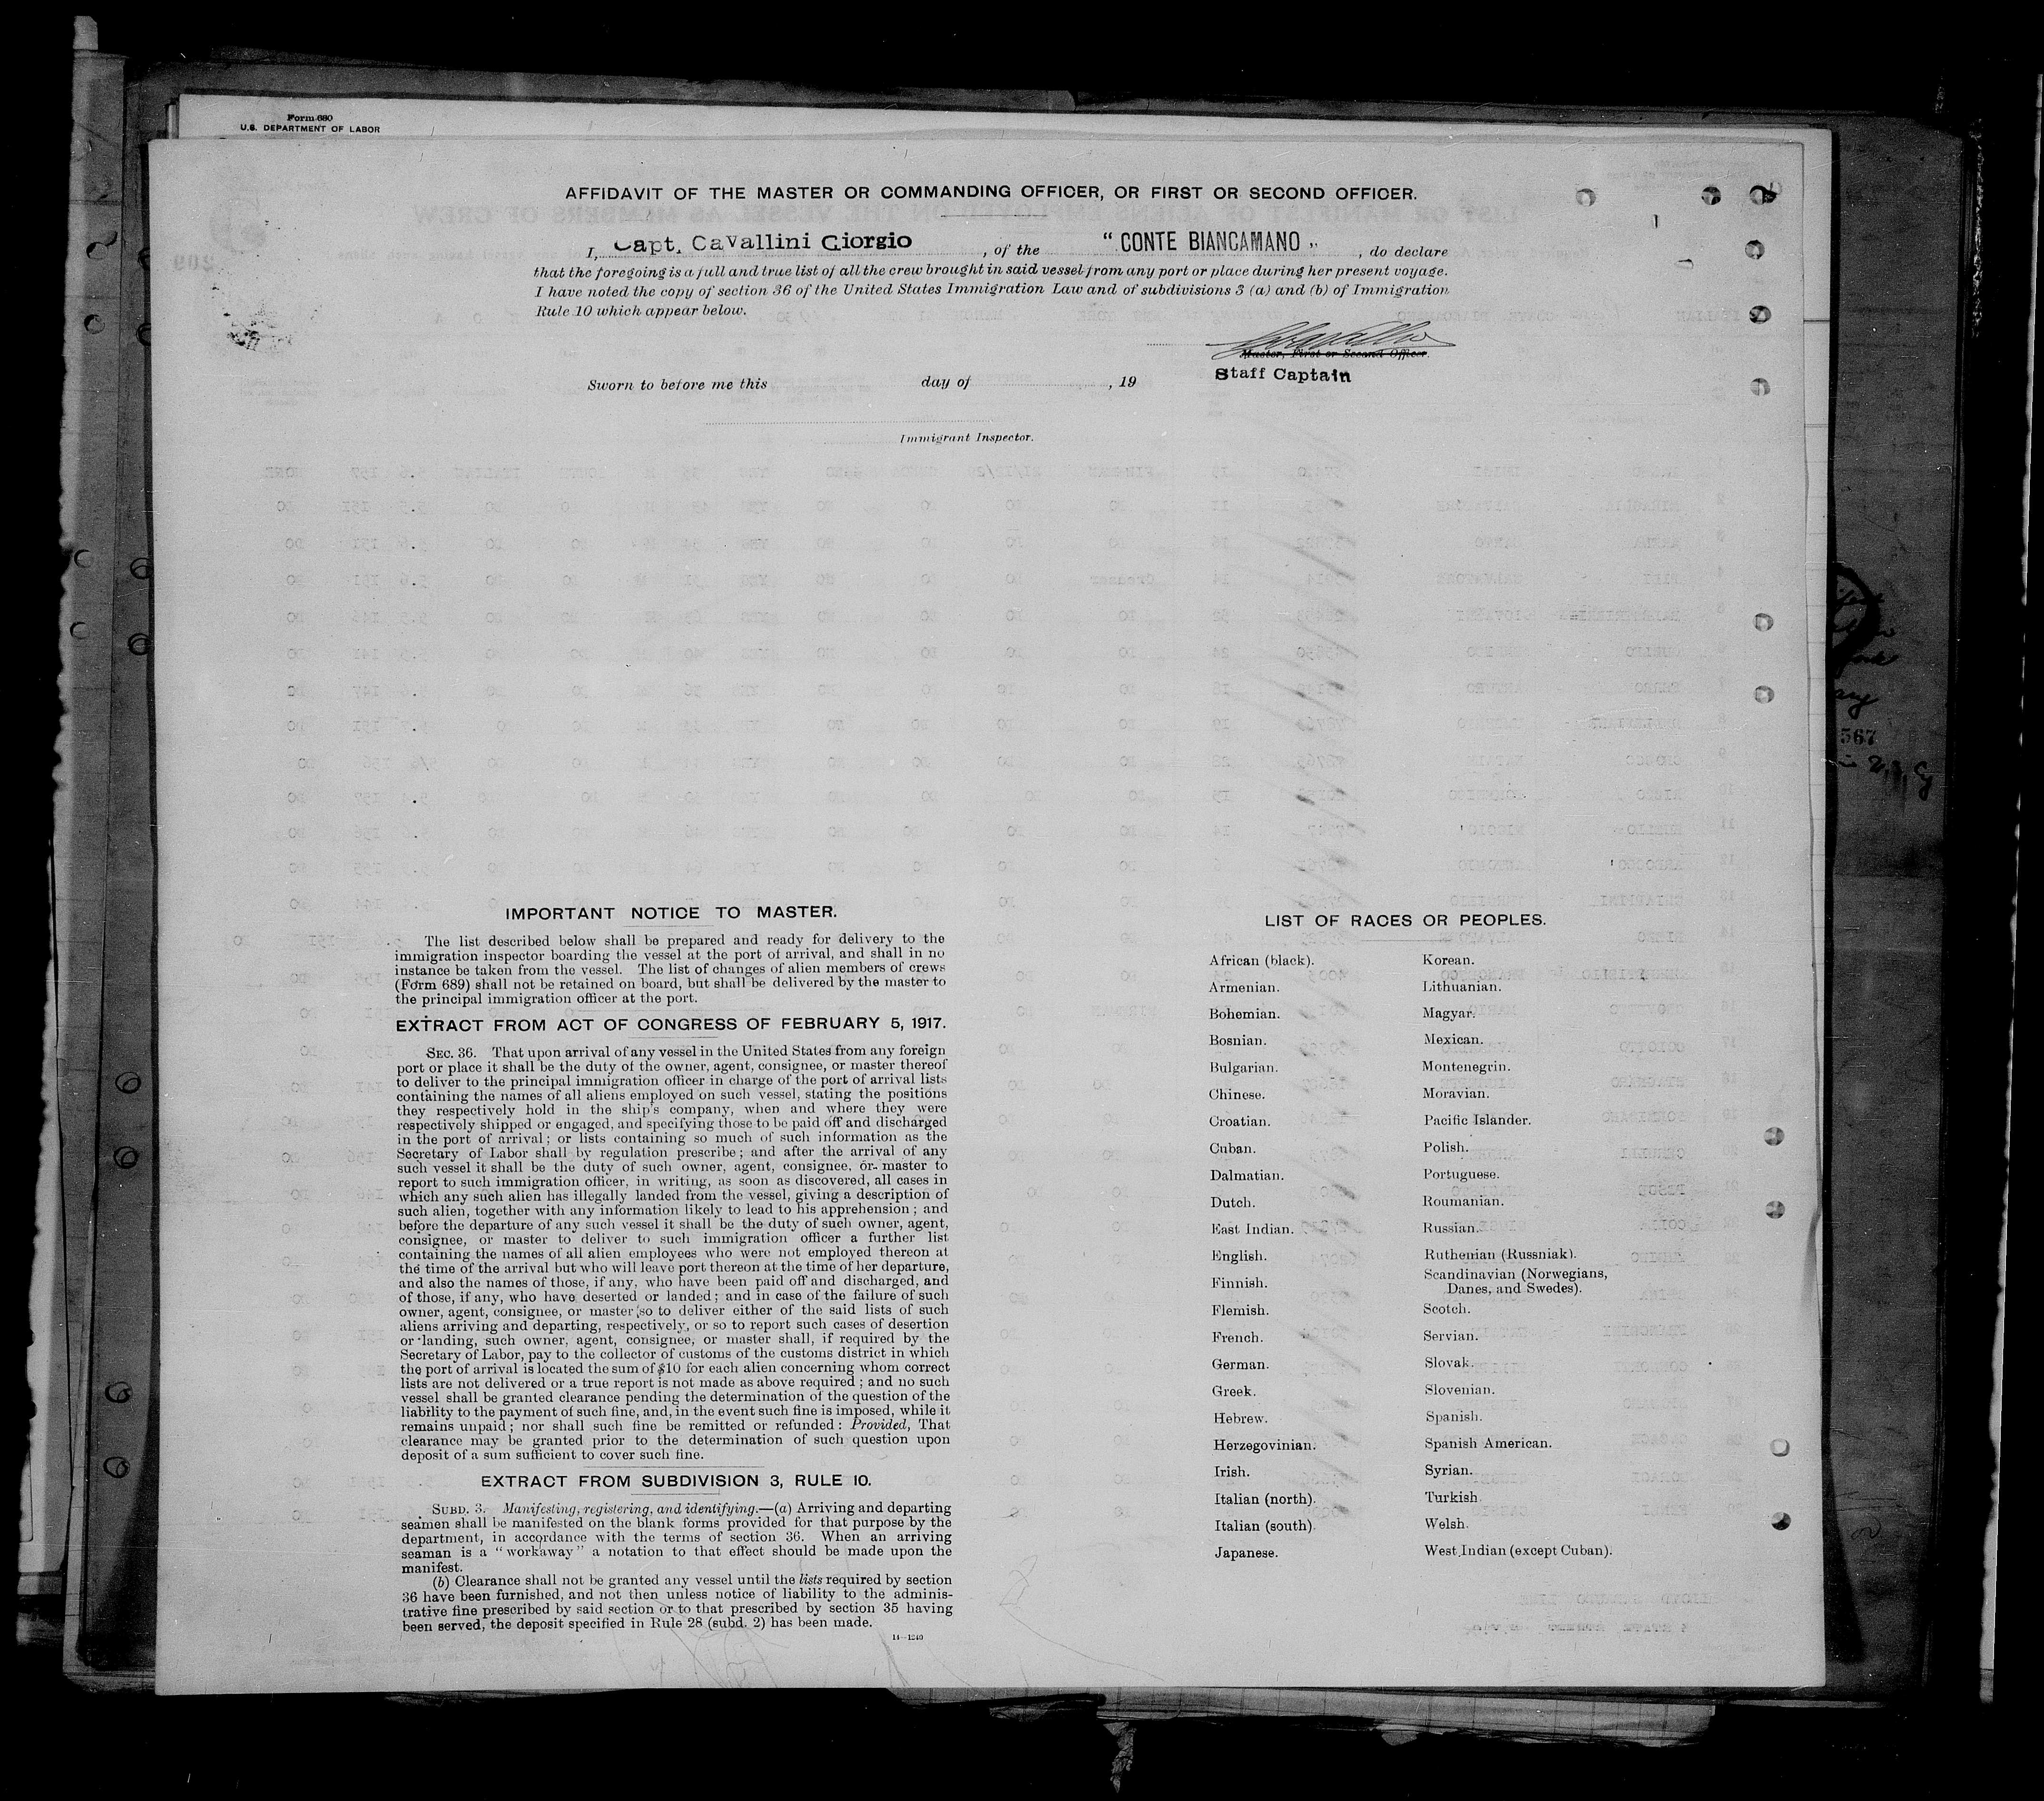 Form 680
U.S. DEPARTMENT OF LABOR
AFFIDAVIT OF THE MASTER OR COMMANDING OFFICER, OR FIRST OR SECOND OFFICER.
I, Capt. Cavallini Giorgio, of the “ CONTE BIANCAMANO „, do declare
that the foregoing is a full and true list of all the crew brought in said vessel from any port or place during her present voyage.
I have noted the copy of section 36 of the United States Immigration Law and of subdivisions 3 (a) and (b) of Immigration
Rule 10 which appear below.
Master, First or Second Officer.
Staff Captain
Sworn to before me this day of , 19
Immigrant Inspector.
IMPORTANT NOTICE TO MASTER.
The list described below shall be prepared and ready for delivery to the
immigration inspector boarding the vessel at the port of arrival, and shall in no
instance be taken from the vessel. The list of changes of alien members of crews
(Form 689) shall not be retained on board, but shall be delivered by the master to
the principal immigration officer at the port.
EXTRACT FROM ACT OF CONGRESS OF FEBRUARY 5, 1917.
SEC. 36. That upon arrival of any vessel in the United States from any foreign
port or place it shall be the duty of the owner, agent, consignee, or master thereof
to deliver to the principal immigration officer in charge of the port of arrival lists
containing the names of all aliens employed on such vessel, stating the positions
they respectively hold in the ship's company, when and where they were
respectively shipped or engaged, and specifying those to be paid off and discharged
in the port of arrival; or lists containing so much of such information as the
Secretary of Labor shall by regulation prescribe; and after the arrival of any
such vessel it shall be the duty of such owner, agent, consignee, or master to
report to such immigration officer, in writing, as soon as discovered, all cases in
which any such alien has illegally landed from the vessel, giving a description of
such alien, together with any information likely to lead to his apprehension; and
before the departure of any such vessel it shall be the duty of such owner, agent,
consignee, or master to deliver to such immigration officer a further list
containing the names of all alien employees who were not employed thereon at
the time of the arrival but who will leave port thereon at the time of her departure,
and also the names of those, if any, who have been paid off and discharged, and
of those, if any, who have deserted or landed; and in case of the failure of such
owner, agent, consignee, or master so to deliver either of the said lists of such
aliens arriving and departing, respectively, or so to report such cases of desertion
or landing, such owner, agent, consignee, or master shall, if required by the
Secretary of Labor, pay to the collector of customs of the customs district in which
the port of arrival is located the sum of $10 for each alien concerning whom correct
lists are not delivered or a true report is not made as above required; and no such
vessel shall be granted clearance pending the determination of the question of the
liability to the payment of such fine, and, in the event such fine is imposed, while it
remains unpaid; nor shall such fine be remitted or refunded: Provided, That
clearance may be granted prior to the determination of such question upon
deposit of a sum sufficient to cover such fine.
EXTRACT FROM SUBDIVISION 3, RULE 10.
SUBD. 3. Manifesting, registering, and identifying.—(a) Arriving and departing
seamen shall be manifested on the blank forms provided for that purpose by the
department, in accordance with the terms of section 36. When an arriving
seaman is a “workaway” a notation to that effect should be made upon the
manifest.
(b) Clearance shall not be granted any vessel until the lists required by section
36 have been furnished, and not then unless notice of liability to the adminis-
trative fine prescribed by said section or to that prescribed by section 35 having
been served, the deposit specified in Rule 28 (subd. 2) has been made.
14—1240
LIST OF RACES OR PEOPLES.
African (black).
Armenian.
Bohemian.
Bosnian.
Bulgarian.
Chinese.
Croatian.
Cuban.
Dalmatian.
Dutch.
East Indian.
English.
Finnish.
Flemish.
French.
German.
Greek.
Hebrew.
Herzegovinian.
Irish.
Italian (north).
Italian (south).
Japanese.
Korean.
Lithuanian.
Magyar.
Mexican.
Montenegrin.
Moravian.
Pacific Islander.
Polish.
Portuguese.
Roumanian.
Russian.
Ruthenian (Russniak).
Scandinavian (Norwegians,
Danes, and Swedes).
Scotch.
Servian.
Slovak.
Slovenian.
Spanish.
Spanish American.
Syrian.
Turkish.
Welsh.
West Indian (except Cuban).
567